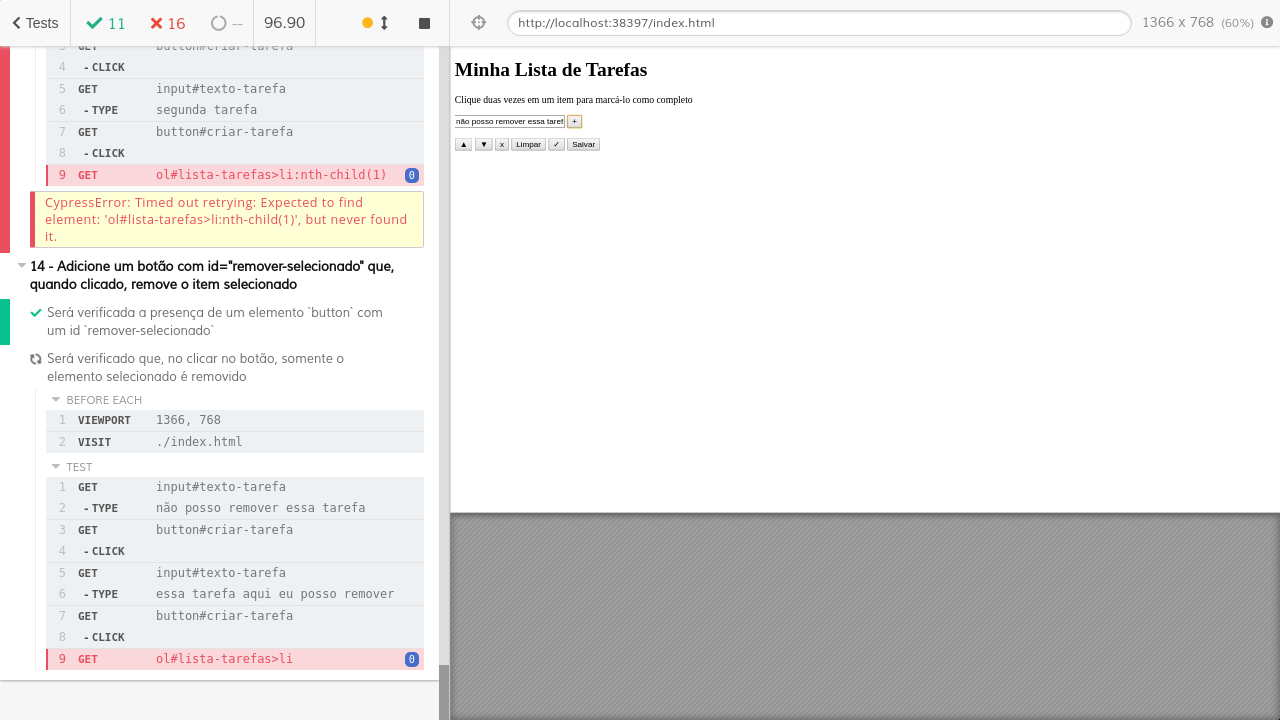 Tests
11
16
--
96.90
http://localhost:38397/index.html
1366 x 768 (60%)
3 GET button#criar-tarefa
4 - CLICK
5 GET input#texto-tarefa
6 - TYPE segunda tarefa
7 GET button#criar-tarefa
8 - CLICK
9 GET ol#lista-tarefas>li:nth-child(1) 0
CypressError: Timed out retrying: Expected to find
element: 'ol#lista-tarefas>li:nth-child(1)', but never found
it.
14 - Adicione um botão com id="remover-selecionado" que,
quando clicado, remove o item selecionado
Será verificada a presença de um elemento `button` com
um id `remover-selecionado`
Será verificado que, no clicar no botão, somente o
elemento selecionado é removido
BEFORE EACH
1 VIEWPORT 1366, 768
2 VISIT ./index.html
TEST
1 GET input#texto-tarefa
2 - TYPE não posso remover essa tarefa
3 GET button#criar-tarefa
4 - CLICK
5 GET input#texto-tarefa
6 - TYPE essa tarefa aqui eu posso remover
7 GET button#criar-tarefa
8 - CLICK
9 GET ol#lista-tarefas>li 0
Minha Lista de Tarefas
Clique duas vezes em um item para marcá-lo como completo
não posso remover essa taref +
▲ ▼ x Limpar ✓ Salvar